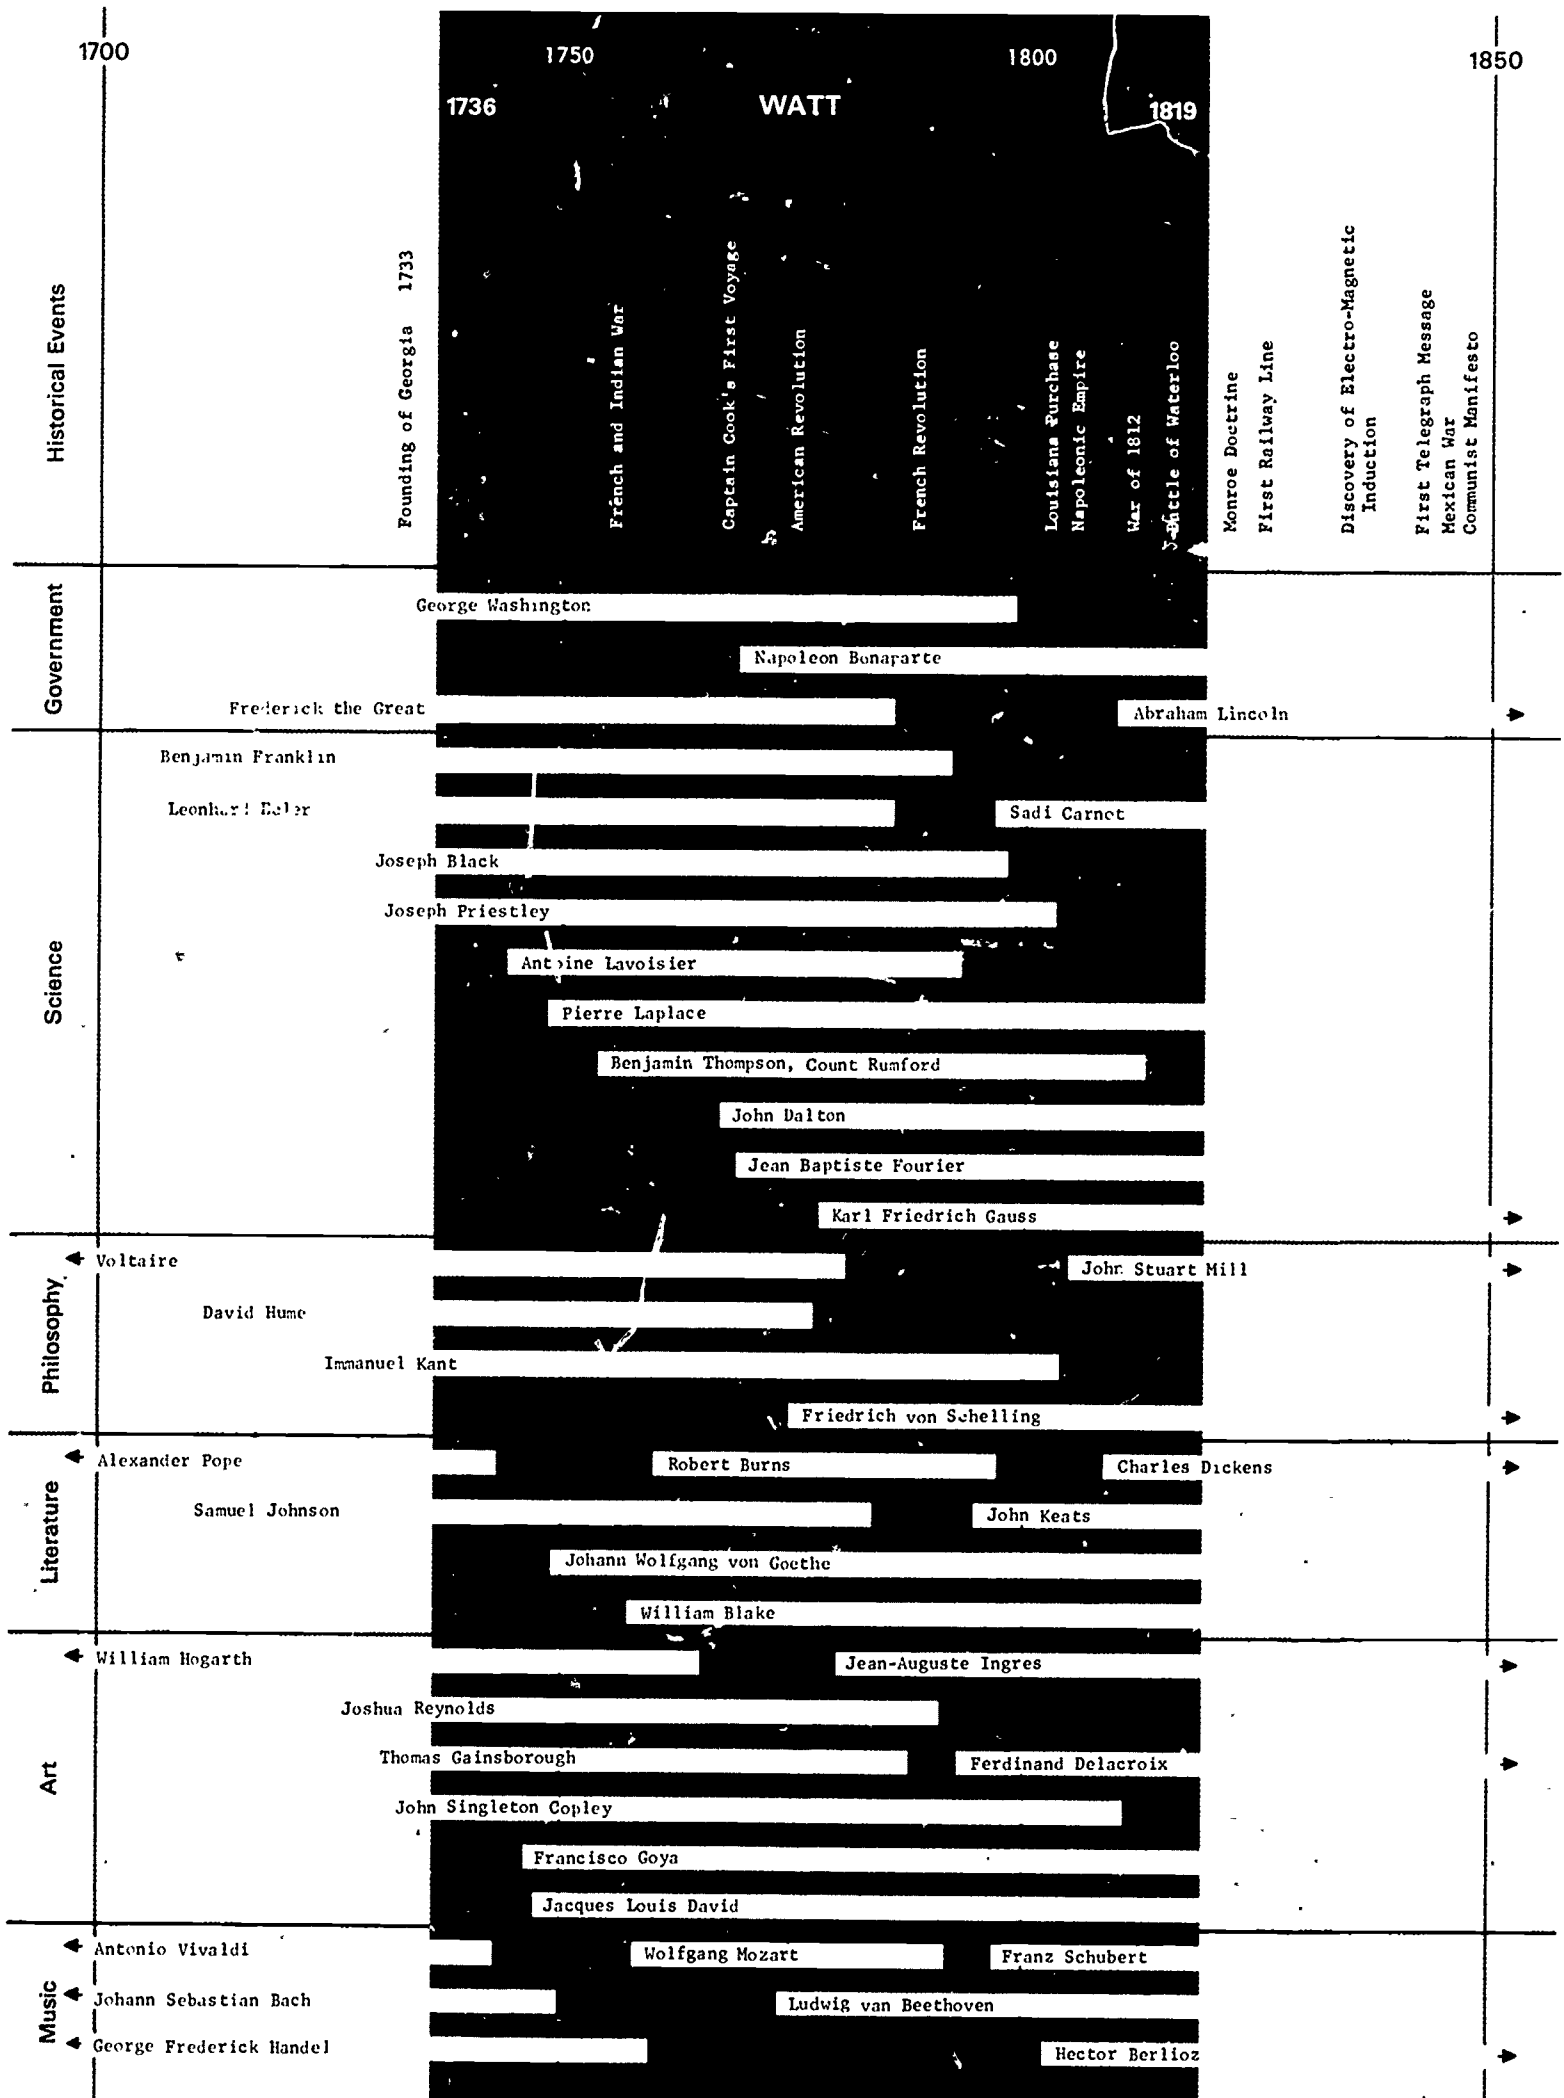 1700
1750
1800
1850
1736
WATT
1819
Historical Events
Founding of Georgia 1733
French and Indian War
Captain Cook's First Voyage
American Revolution
French Revolution
Louisiana Purchase
Napoleonic Empire
War of 1812
Battle of Waterloo
Monroe Doctrine
First Railway Line
Discovery of Electro-Magnetic
Induction
First Telegraph Message
Mexican War
Communist Manifesto
Government
George Washington
Napoleon Bonaparte
Frederick the Great
Abraham Lincoln
Science
Benjamin Franklin
Leonhard Euler
Sadi Carnot
Joseph Black
Joseph Priestley
Antoine Lavoisier
Pierre Laplace
Benjamin Thompson, Count Rumford
John Dalton
Jean Baptiste Fourier
Karl Friedrich Gauss
Philosophy
Voltaire
John Stuart Mill
David Hume
Immanuel Kant
Friedrich von Schelling
Literature
Alexander Pope
Robert Burns
Charles Dickens
Samuel Johnson
John Keats
Johann Wolfgang von Goethe
William Blake
Art
William Hogarth
Jean-Auguste Ingres
Joshua Reynolds
Thomas Gainsborough
Ferdinand Delacroix
John Singleton Copley
Francisco Goya
Jacques Louis David
Music
Antonio Vivaldi
Wolfgang Mozart
Franz Schubert
Johann Sebastian Bach
Ludwig van Beethoven
George Frederick Handel
Hector Berlioz